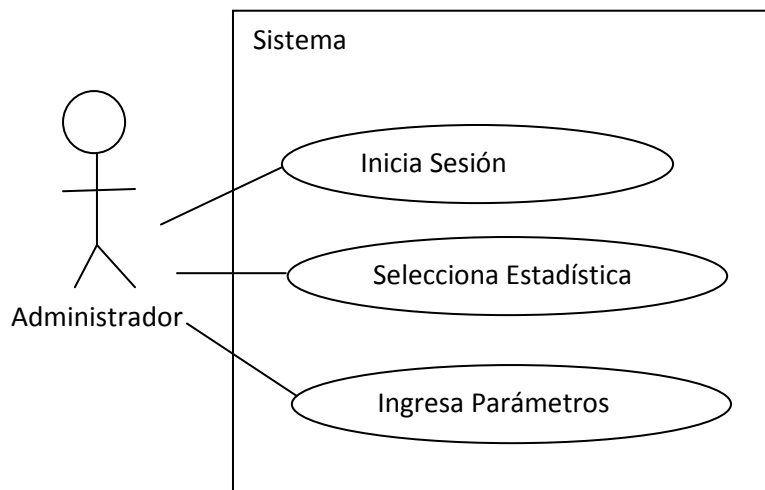 Sistema
Inicia Sesión
Selecciona Estadística
Administrador
Ingresa Parámetros